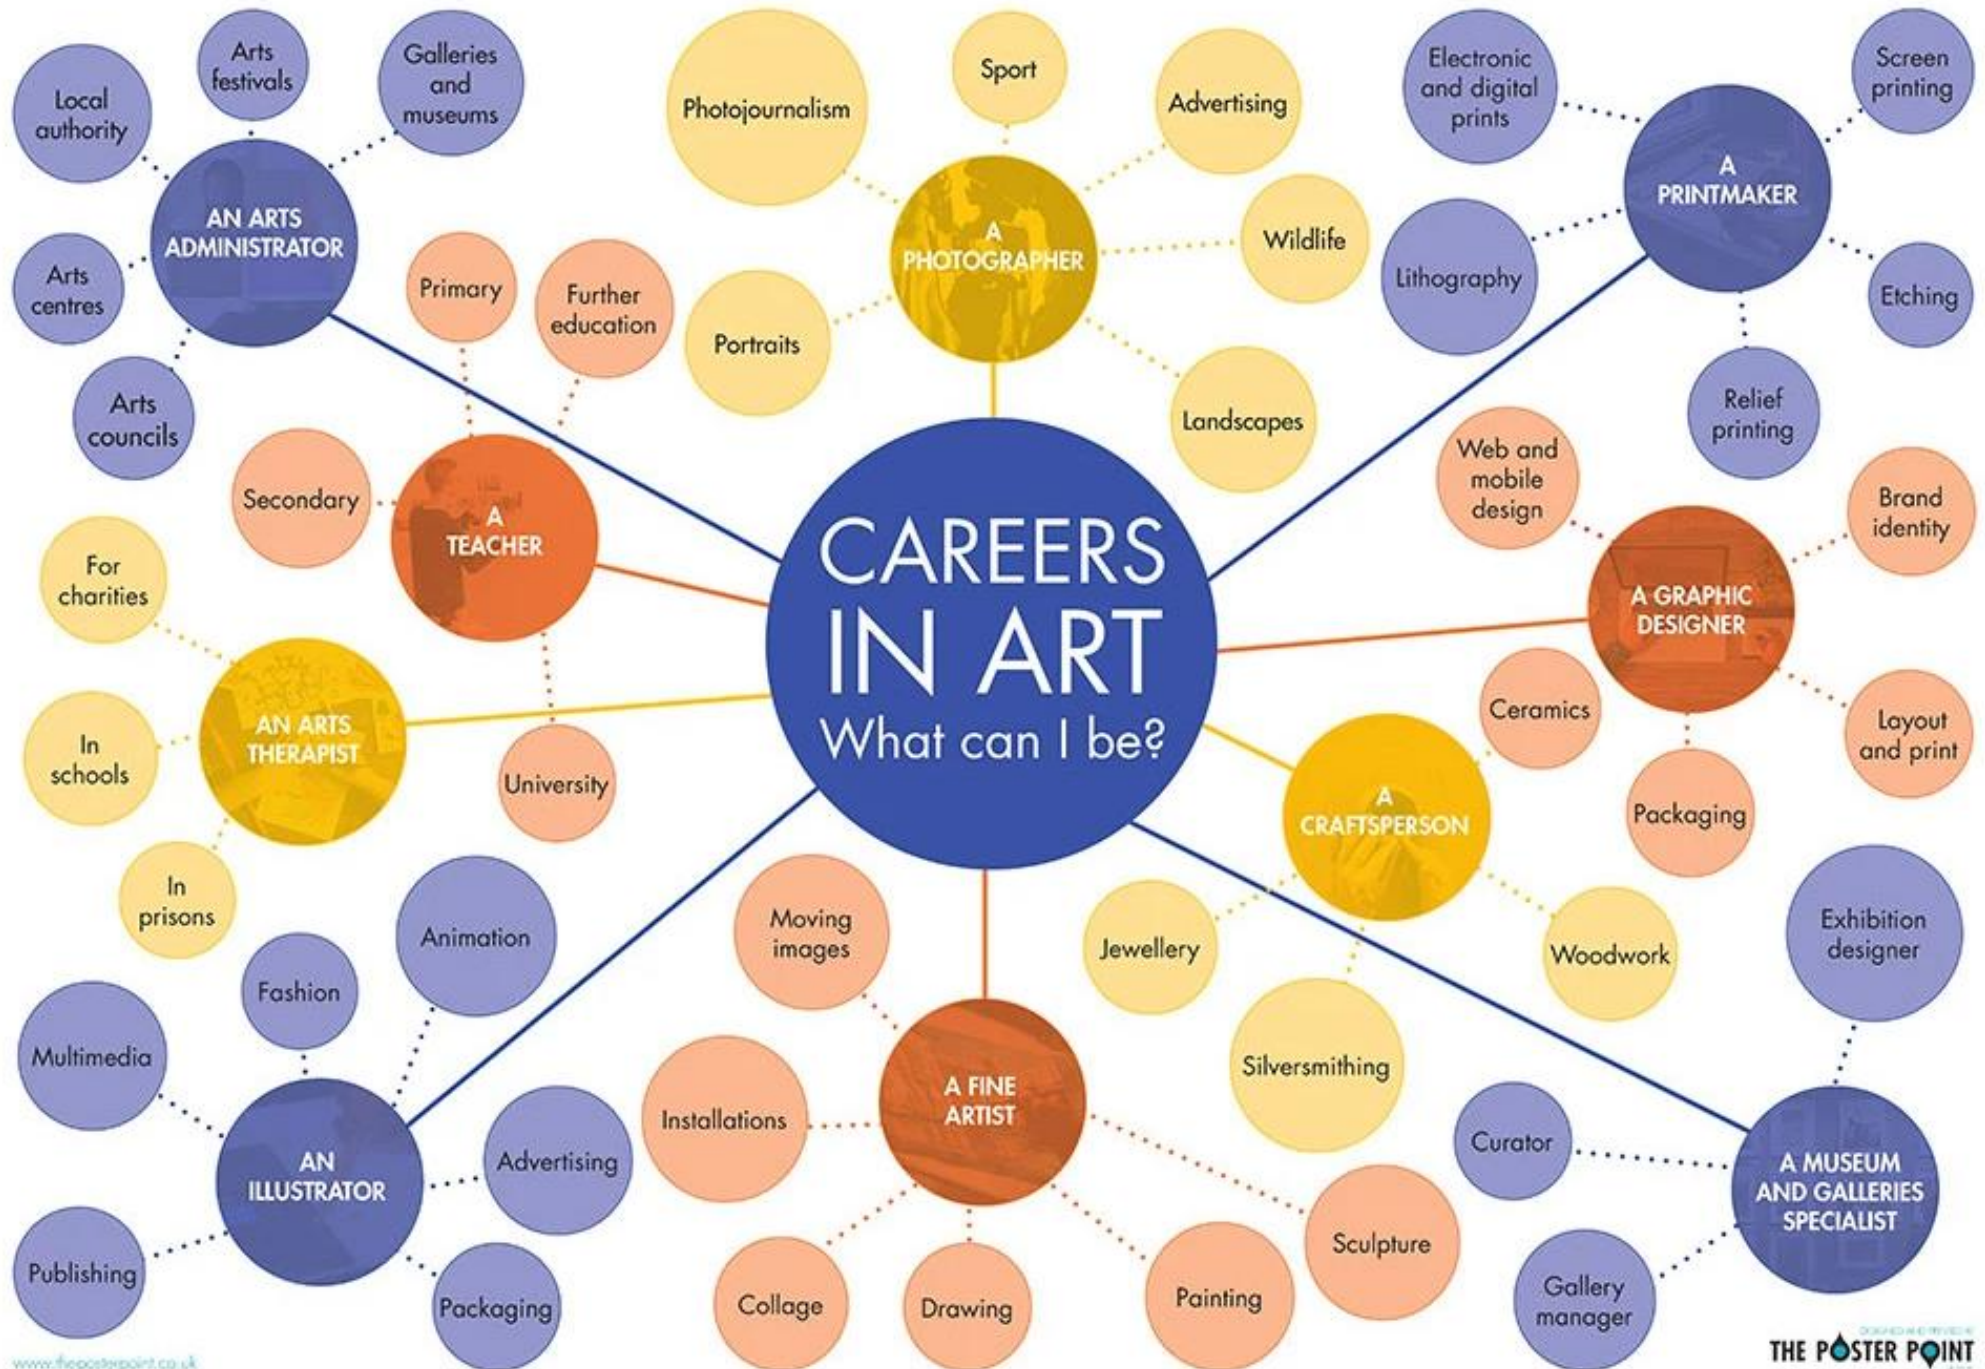 CAREERS
IN ART
What can I be?
AN ARTS
ADMINISTRATOR
Local
authority
Arts
festivals
Galleries
and
museums
Arts
centres
Arts
councils
A
TEACHER
Primary
Further
education
Secondary
University
A
PHOTOGRAPHER
Photojournalism
Sport
Advertising
Wildlife
Portraits
Landscapes
A
PRINTMAKER
Electronic
and digital
prints
Screen
printing
Lithography
Etching
Relief
printing
A GRAPHIC
DESIGNER
Web and
mobile
design
Brand
identity
Layout
and print
Packaging
AN ARTS
THERAPIST
For
charities
In
schools
In
prisons
A
CRAFTSPERSON
Ceramics
Jewellery
Silversmithing
Woodwork
AN
ILLUSTRATOR
Animation
Fashion
Multimedia
Advertising
Publishing
Packaging
A FINE
ARTIST
Moving
images
Installations
Collage
Drawing
Painting
Sculpture
A MUSEUM
AND GALLERIES
SPECIALIST
Exhibition
designer
Curator
Gallery
manager
www.theposterpoint.co.uk
THE POSTER POINT